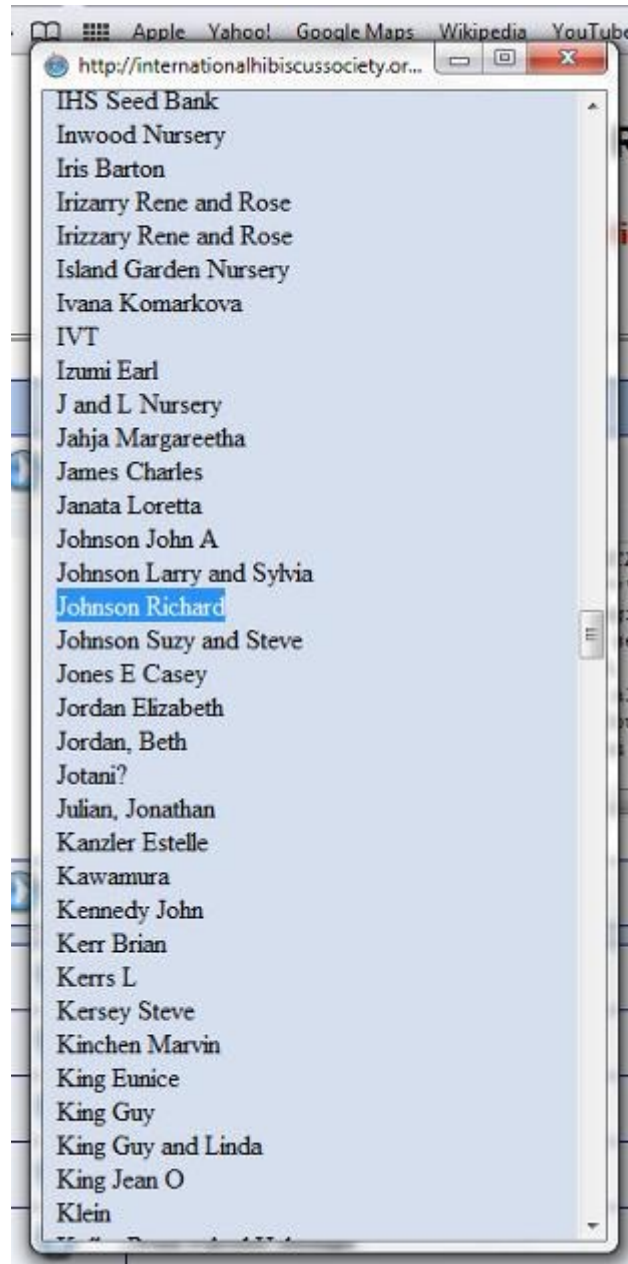 Apple Yahoo! Google Maps Wikipedia YouTube
http://internationalhibiscussociety.or...
IHS Seed Bank
Inwood Nursery
Iris Barton
Irizarry Rene and Rose
Irizzary Rene and Rose
Island Garden Nursery
Ivana Komarkova
IVT
Izumi Earl
J and L Nursery
Jahja Margareetha
James Charles
Janata Loretta
Johnson John A
Johnson Larry and Sylvia
Johnson Richard
Johnson Suzy and Steve
Jones E Casey
Jordan Elizabeth
Jordan, Beth
Jotani?
Julian, Jonathan
Kanzler Estelle
Kawamura
Kennedy John
Kerr Brian
Kerrs L
Kersey Steve
Kinchen Marvin
King Eunice
King Guy
King Guy and Linda
King Jean O
Klein